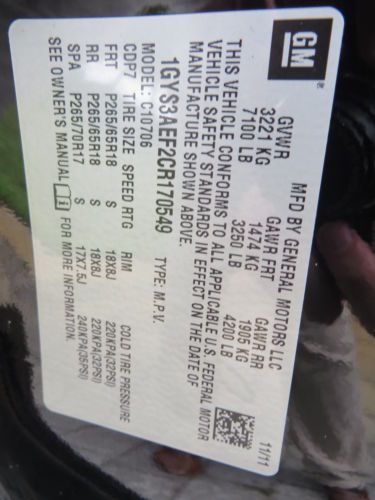 GM ®
MFD BY GENERAL MOTORS LLC 11/11
GVWR GAWR FRT GAWR RR
3221 KG 1474 KG 1905 KG
7100 LB 3250 LB 4200 LB
THIS VEHICLE CONFORMS TO ALL APPLICABLE U.S. FEDERAL MOTOR
VEHICLE SAFETY STANDARDS IN EFFECT ON THE DATE OF
MANUFACTURE SHOWN ABOVE.
1GYS3AEF2CR170549 TYPE: M.P.V.
MODEL: C10706
CDP7 TIRE SIZE SPEED RTG RIM COLD TIRE PRESSURE
FRT P265/65R18 S 18X8J 220KPA(32PSI)
RR P265/65R18 S 18X8J 220KPA(32PSI)
SPA P265/70R17 S 17X7.5J 240KPA(35PSI)
SEE OWNER'S MANUAL FOR MORE INFORMATION.